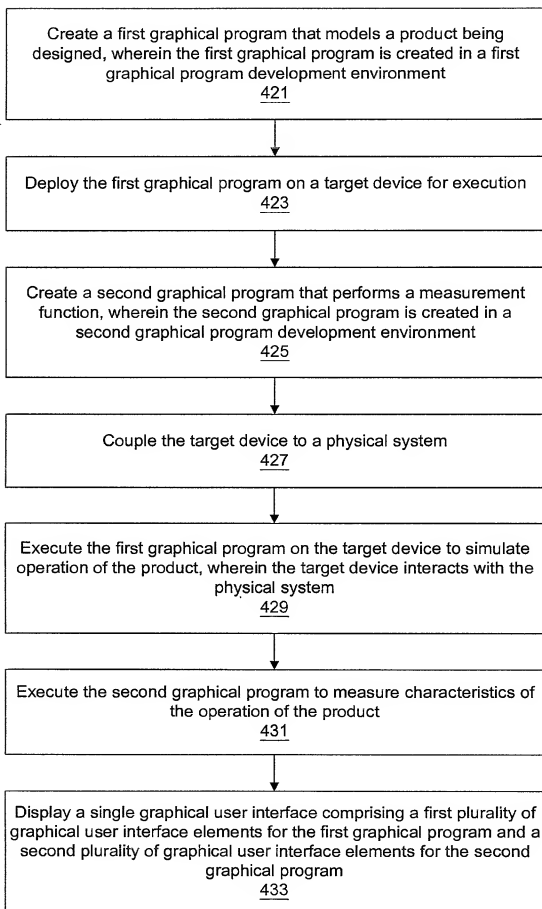 Create a first graphical program that models a product being
designed, wherein the first graphical program is created in a first
graphical program development environment
421
Deploy the first graphical program on a target device for execution
423
Create a second graphical program that performs a measurement
function, wherein the second graphical program is created in a
second graphical program development environment
425
Couple the target device to a physical system
427
Execute the first graphical program on the target device to simulate
operation of the product, wherein the target device interacts with the
physical system
429
Execute the second graphical program to measure characteristics of
the operation of the product
431
Display a single graphical user interface comprising a first plurality of
graphical user interface elements for the first graphical program and a
second plurality of graphical user interface elements for the second
graphical program
433